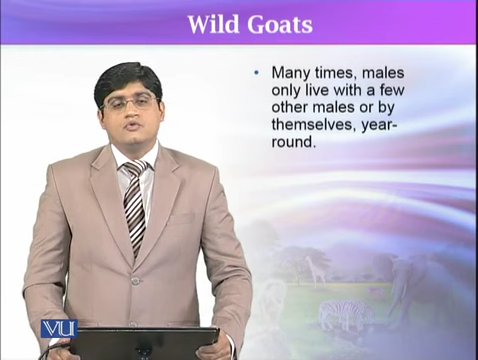 Wild Goats
• Many times, males
only live with a few
other males or by
themselves, year-
round.
VU